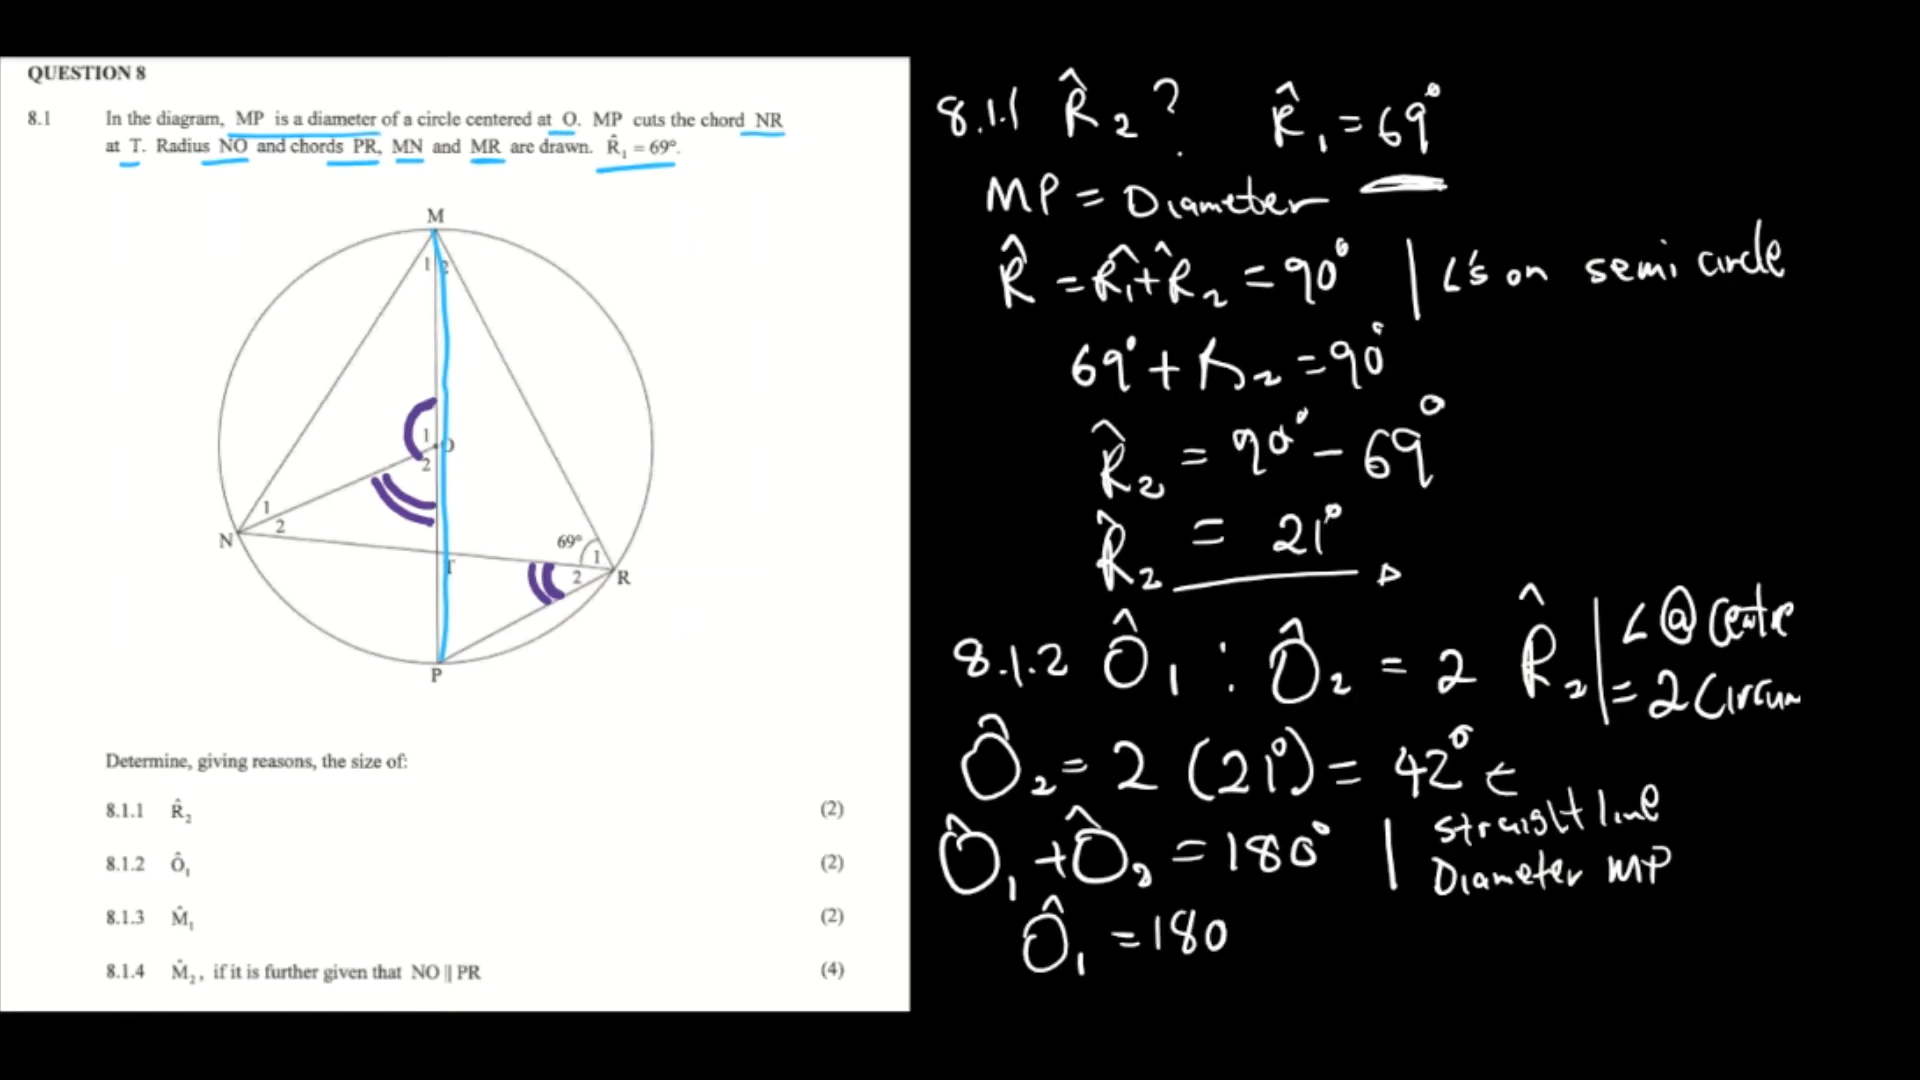 QUESTION 8
8.1 In the diagram, MP is a diameter of a circle centered at O. MP cuts the chord NR
at T. Radius NO and chords PR, MN and MR are drawn. R̂₁ = 69°.
M
1 2
1 O
2
1
2
N
69°
1
2
R
T
P
Determine, giving reasons, the size of:
8.1.1 R̂₂ (2)
8.1.2 Ô₁ (2)
8.1.3 M̂₁ (2)
8.1.4 M̂₂, if it is further given that NO || PR (4)
8.1.1 R̂₂ ? R̂₁ = 69°
MP = Diameter
R̂ = R̂₁ + R̂₂ = 90° | ∠'s on semi circle
69° + R₂ = 90°
R̂₂ = 90° - 69°
R̂₂ = 21°
8.1.2 Ô₁ : Ô₂ = 2 R̂₂ | ∠ @ Centre
= 2 Circum
Ô₂ = 2 (21°) = 42°
Ô₁ + Ô₂ = 180° | straight line
Diameter MP
Ô₁ = 180